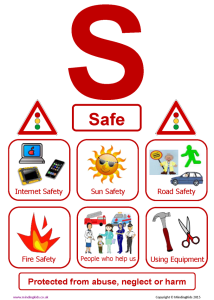 S
Safe
Internet Safety
Sun Safety
Road Safety
Fire Safety
People who help us
Using Equipment
Protected from abuse, neglect or harm